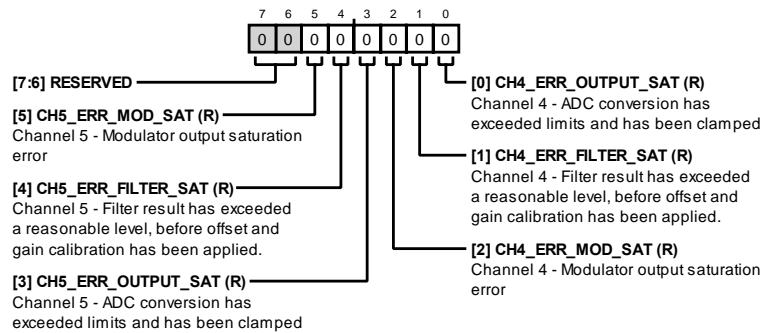 7 6 5 4 3 2 1 0
0 0 0 0 0 0 0 0
[7:6] RESERVED
[5] CH5_ERR_MOD_SAT (R)
Channel 5 - Modulator output saturation
error
[4] CH5_ERR_FILTER_SAT (R)
Channel 5 - Filter result has exceeded
a reasonable level, before offset and
gain calibration has been applied.
[3] CH5_ERR_OUTPUT_SAT (R)
Channel 5 - ADC conversion has
exceeded limits and has been clamped
[0] CH4_ERR_OUTPUT_SAT (R)
Channel 4 - ADC conversion has
exceeded limits and has been clamped
[1] CH4_ERR_FILTER_SAT (R)
Channel 4 - Filter result has exceeded
a reasonable level, before offset and
gain calibration has been applied.
[2] CH4_ERR_MOD_SAT (R)
Channel 4 - Modulator output saturation
error